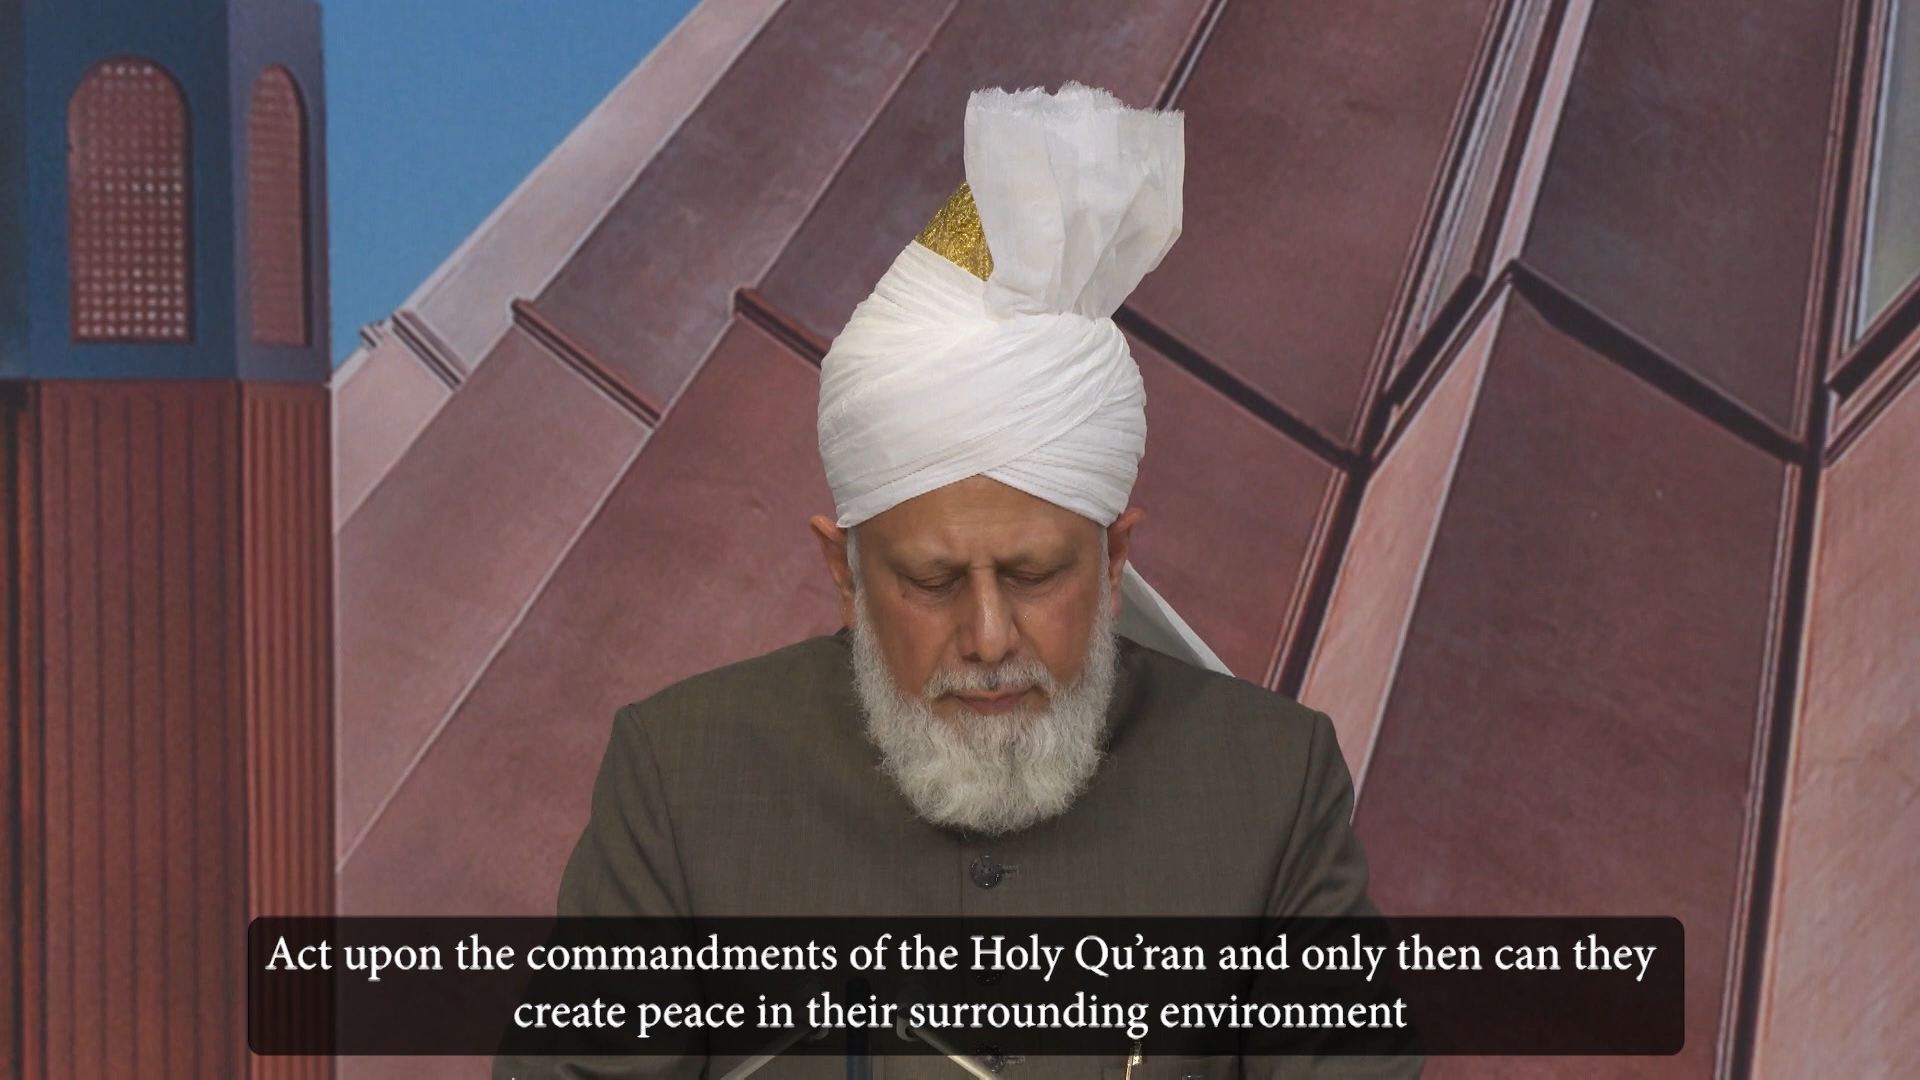 Act upon the commandments of the Holy Qu’ran and only then can they
create peace in their surrounding environment